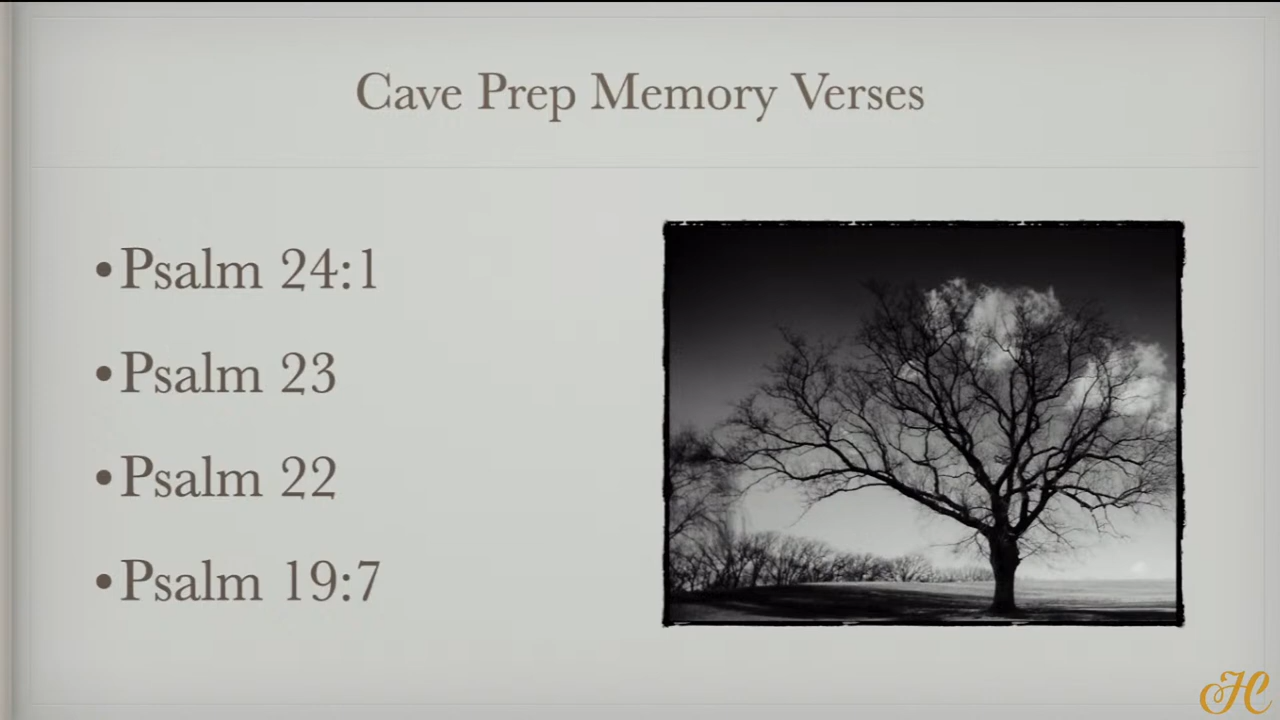 Cave Prep Memory Verses
•Psalm 24:1
•Psalm 23
•Psalm 22
•Psalm 19:7
H